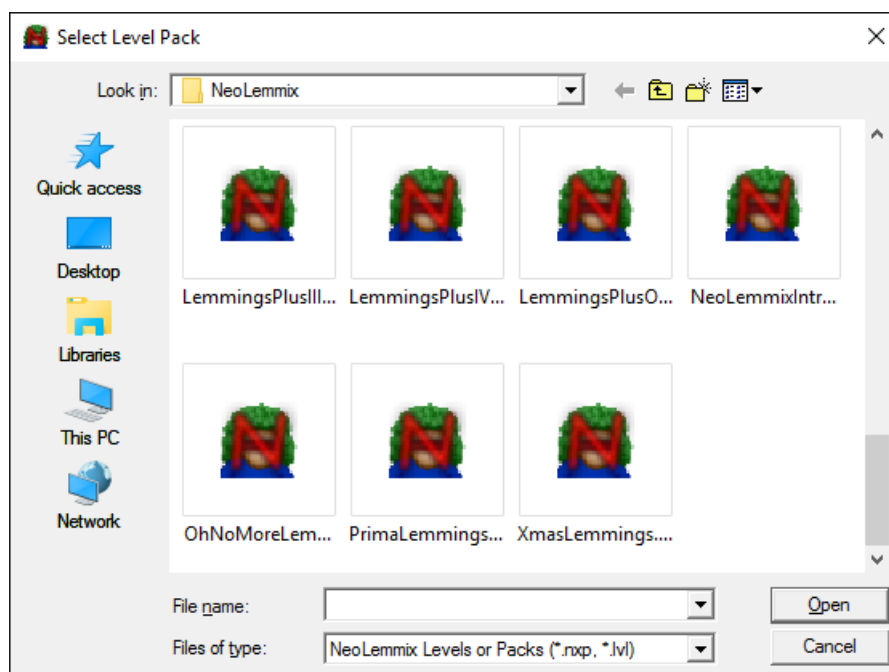 Select Level Pack
Look in: NeoLemmix
Quick access
Desktop
Libraries
This PC
Network
LemmingsPlusIII... LemmingsPlusIV... LemmingsPlusO... NeoLemmixIntr...
OhNoMoreLem... PrimaLemmings... XmasLemmings....
File name:
Open
Files of type: NeoLemmix Levels or Packs (*.nxp, *.lvl)
Cancel